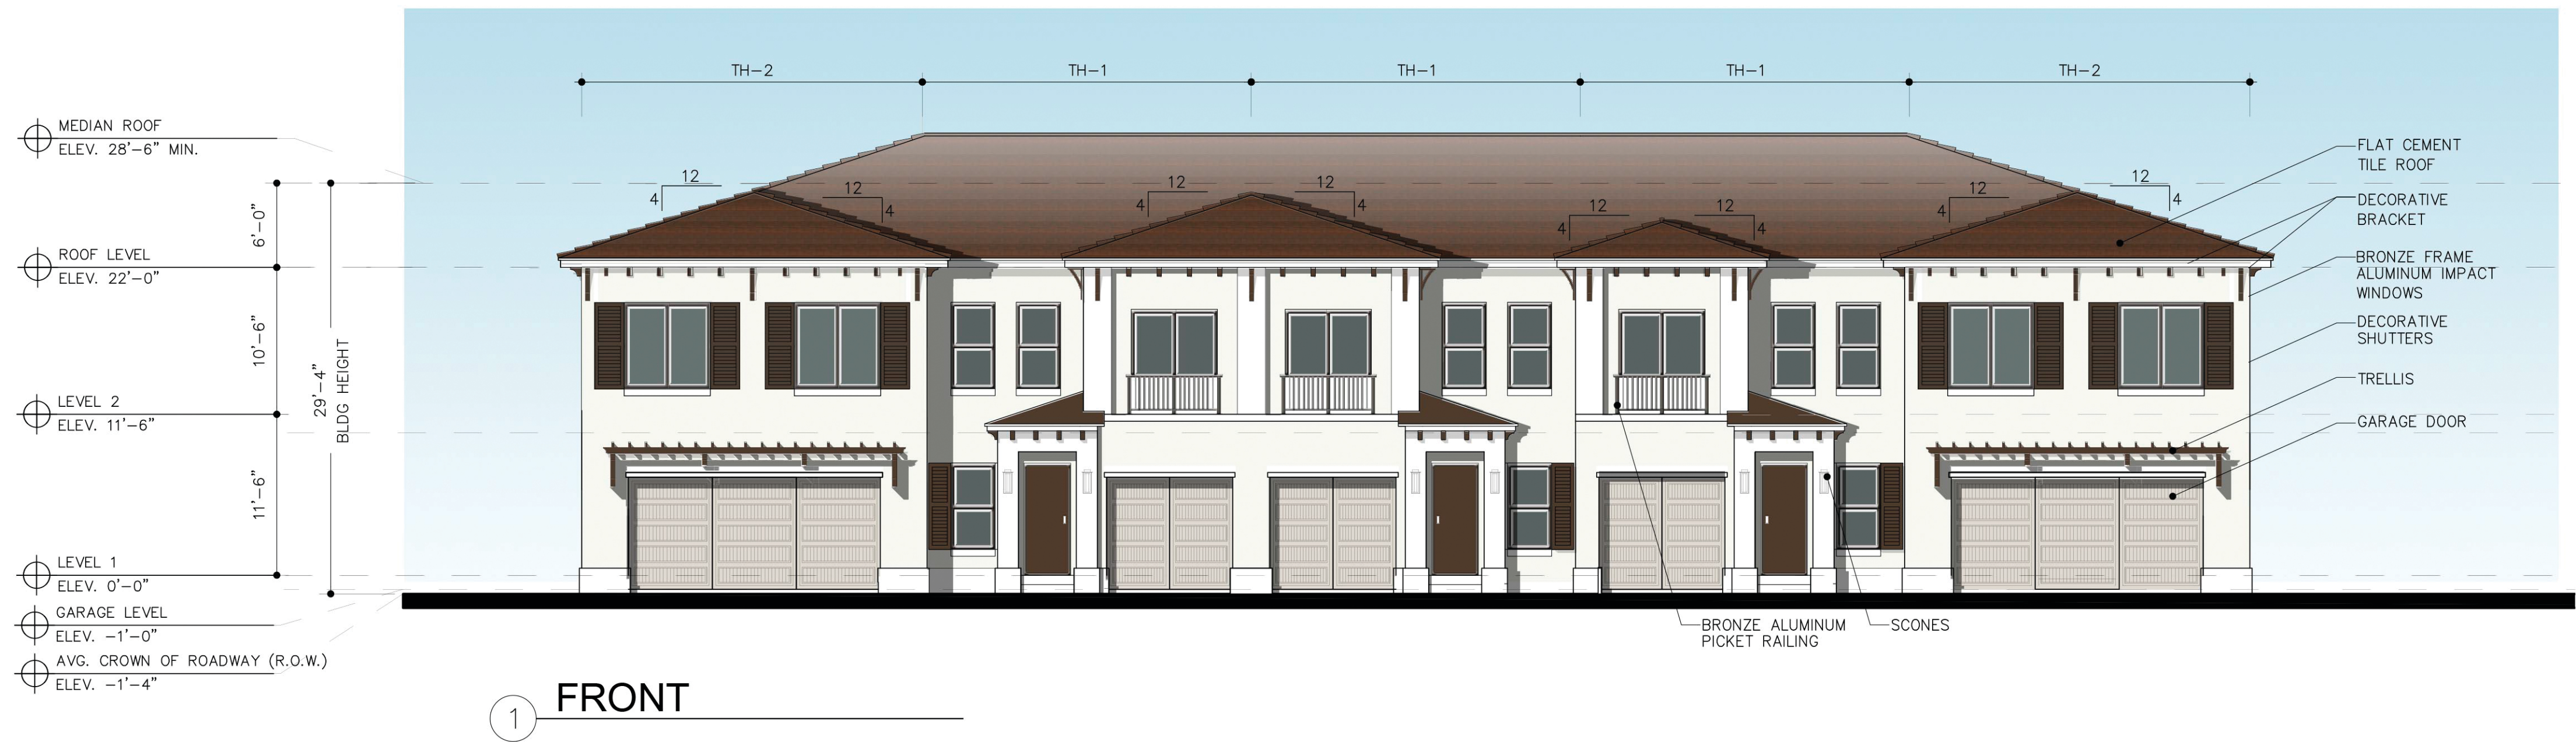 TH-2
TH-1
TH-1
TH-1
TH-2
MEDIAN ROOF
ELEV. 28'-6" MIN.
ROOF LEVEL
ELEV. 22'-0"
LEVEL 2
ELEV. 11'-6"
LEVEL 1
ELEV. 0'-0"
GARAGE LEVEL
ELEV. -1'-0"
AVG. CROWN OF ROADWAY (R.O.W.)
ELEV. -1'-4"
6'-0"
10'-6"
11'-6"
29'-4"
BLDG HEIGHT
12
4
12
4
12
4
12
4
12
4
12
4
12
4
12
4
FLAT CEMENT
TILE ROOF
DECORATIVE
BRACKET
BRONZE FRAME
ALUMINUM IMPACT
WINDOWS
DECORATIVE
SHUTTERS
TRELLIS
GARAGE DOOR
BRONZE ALUMINUM
PICKET RAILING
SCONES
1
FRONT